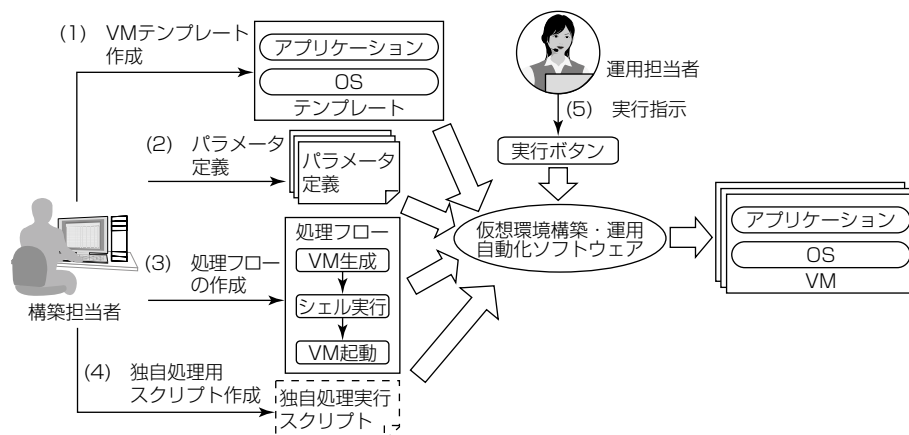 (1) VMテンプレート
作成
アプリケーション
OS
テンプレート
運用担当者
(5) 実行指示
実行ボタン
(2) パラメータ
定義
パラメータ
定義
仮想環境構築・運用
自動化ソフトウェア
アプリケーション
OS
VM
構築担当者
(3) 処理フロー
の作成
処理フロー
VM生成
シェル実行
VM起動
(4) 独自処理用
スクリプト作成
独自処理実行
スクリプト